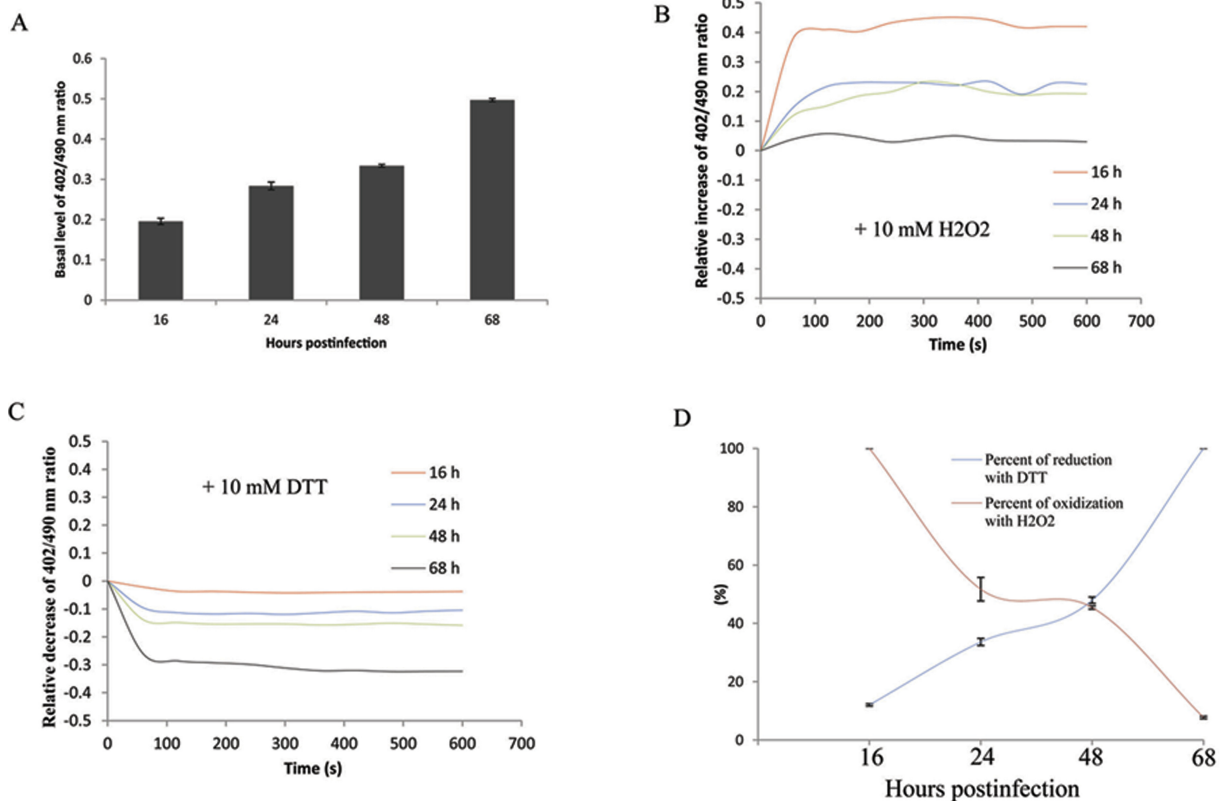 A
Basal level of 402/490 nm ratio
0.6
0.5
0.4
0.3
0.2
0.1
0
16 24 48 68
Hours postinfection
B
Relative increase of 402/490 nm ratio
0.5
0.4
0.3
0.2
0.1
0
-0.1
-0.2
-0.3
-0.4
-0.5
+ 10 mM H2O2
16 h
24 h
48 h
68 h
0 100 200 300 400 500 600 700
Time (s)
C
Relative decrease of 402/490 nm ratio
0.5
0.4
0.3
0.2
0.1
0
-0.1
-0.2
-0.3
-0.4
-0.5
+ 10 mM DTT
16 h
24 h
48 h
68 h
0 100 200 300 400 500 600 700
Time (s)
D
(%)
100
80
60
40
20
0
Percent of reduction
with DTT
Percent of oxidization
with H2O2
16 24 48 68
Hours postinfection